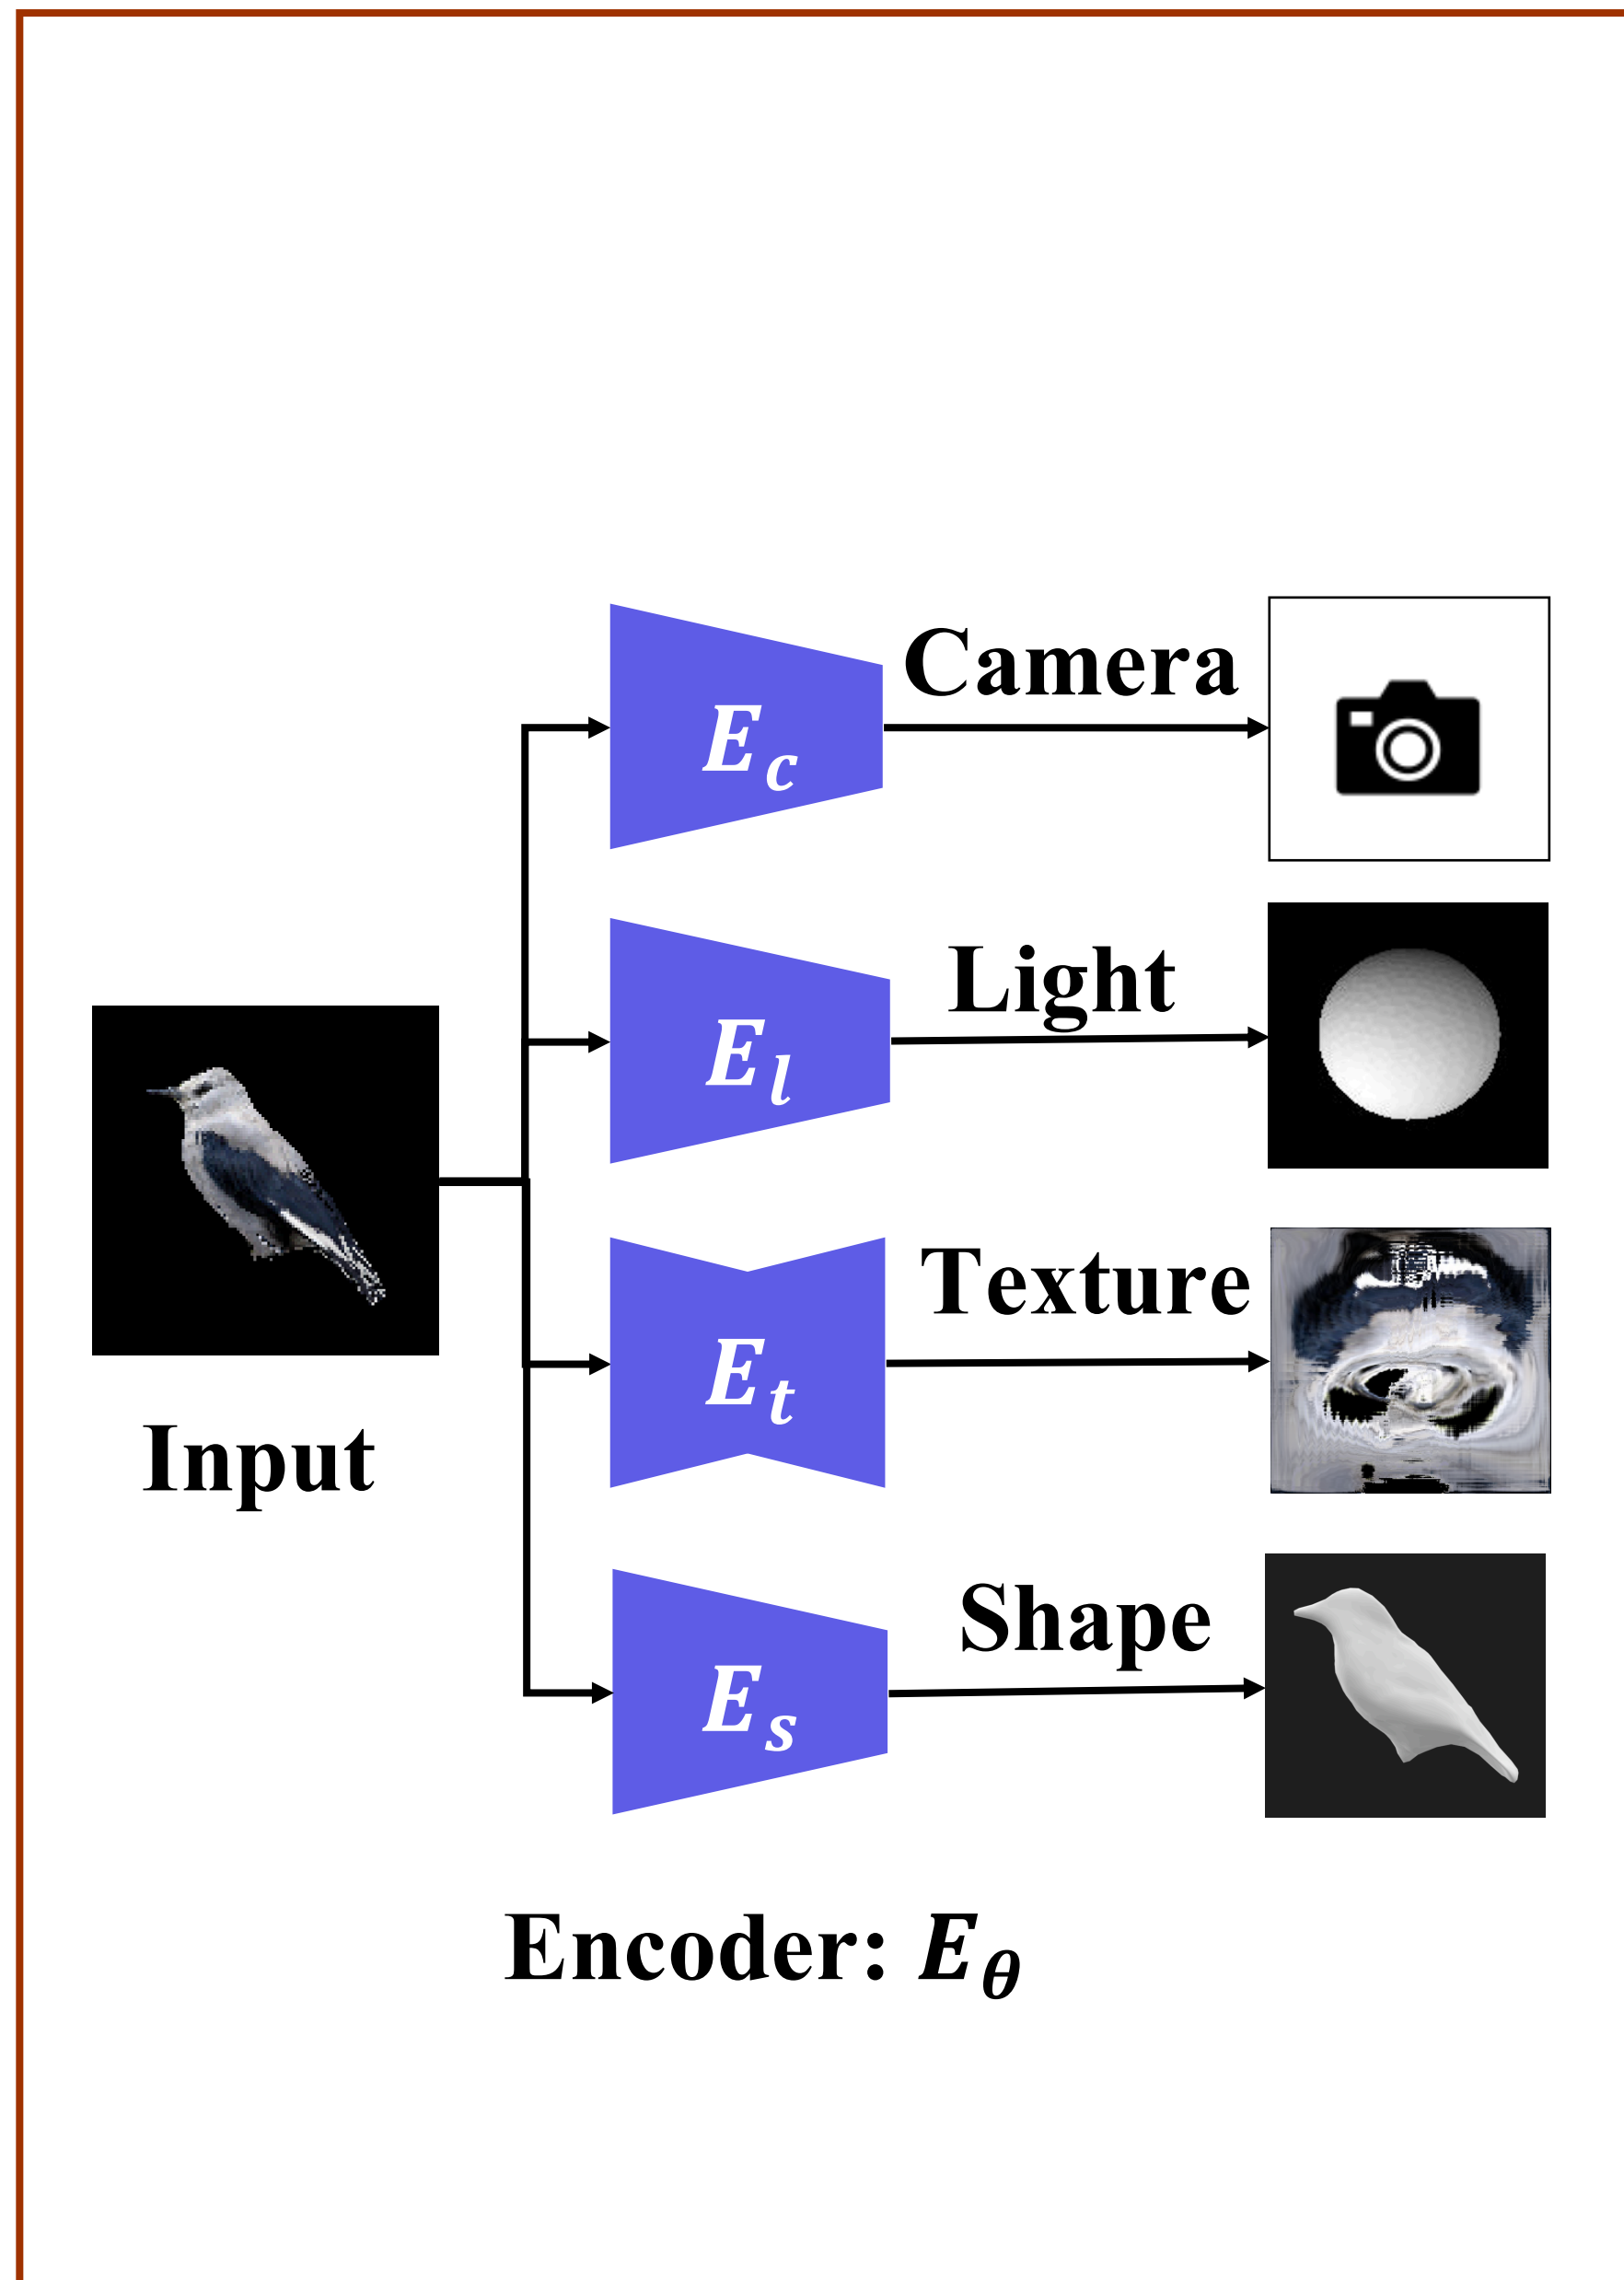 Camera
E_c
Light
E_l
Input
Texture
E_t
Shape
E_s
Encoder: E_θ